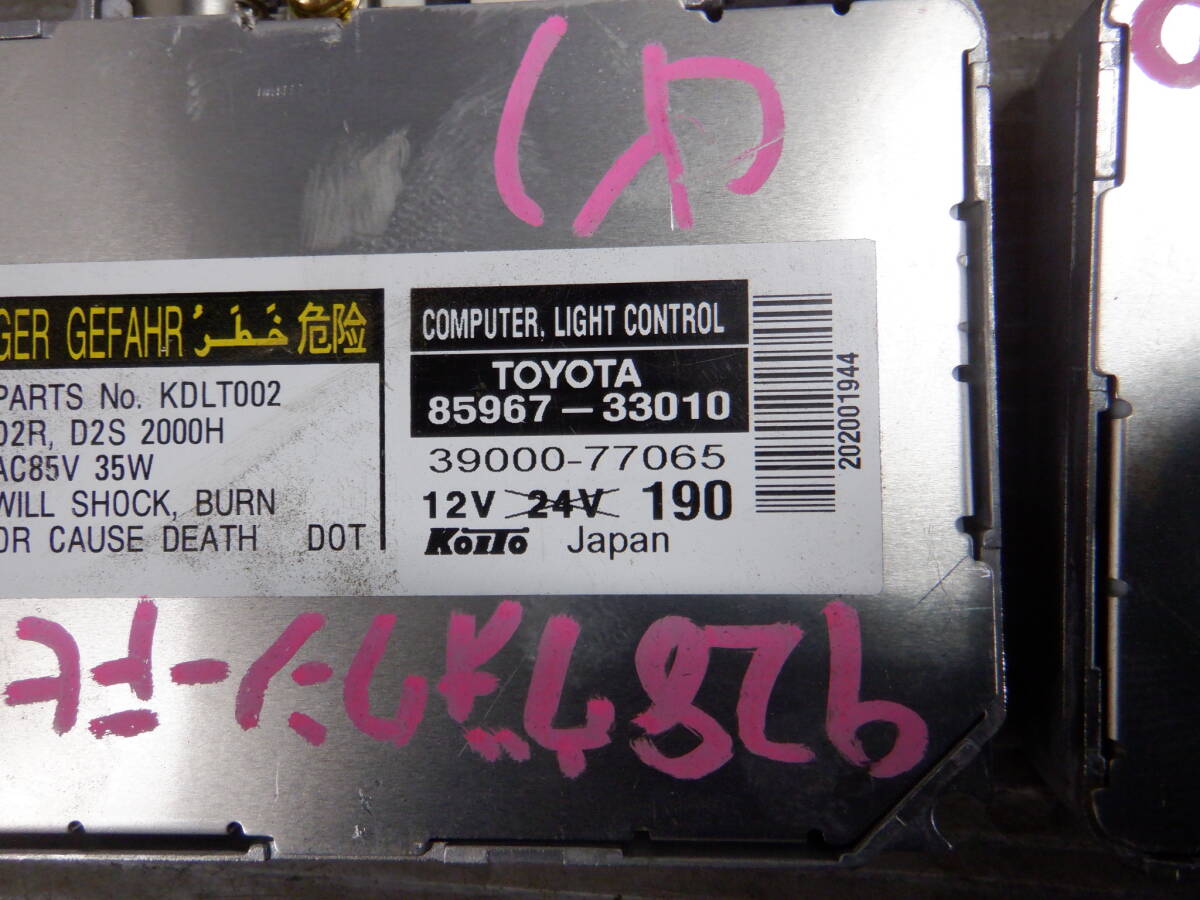 GER GEFAHR خَطَرُ 危险
PARTS No. KDLT002
D2R, D2S 2000H
AC85V 35W
WILL SHOCK, BURN
OR CAUSE DEATH DOT
COMPUTER, LIGHT CONTROL
TOYOTA
85967-33010
39000-77065
12V 24V 190
KOITO Japan
202001944